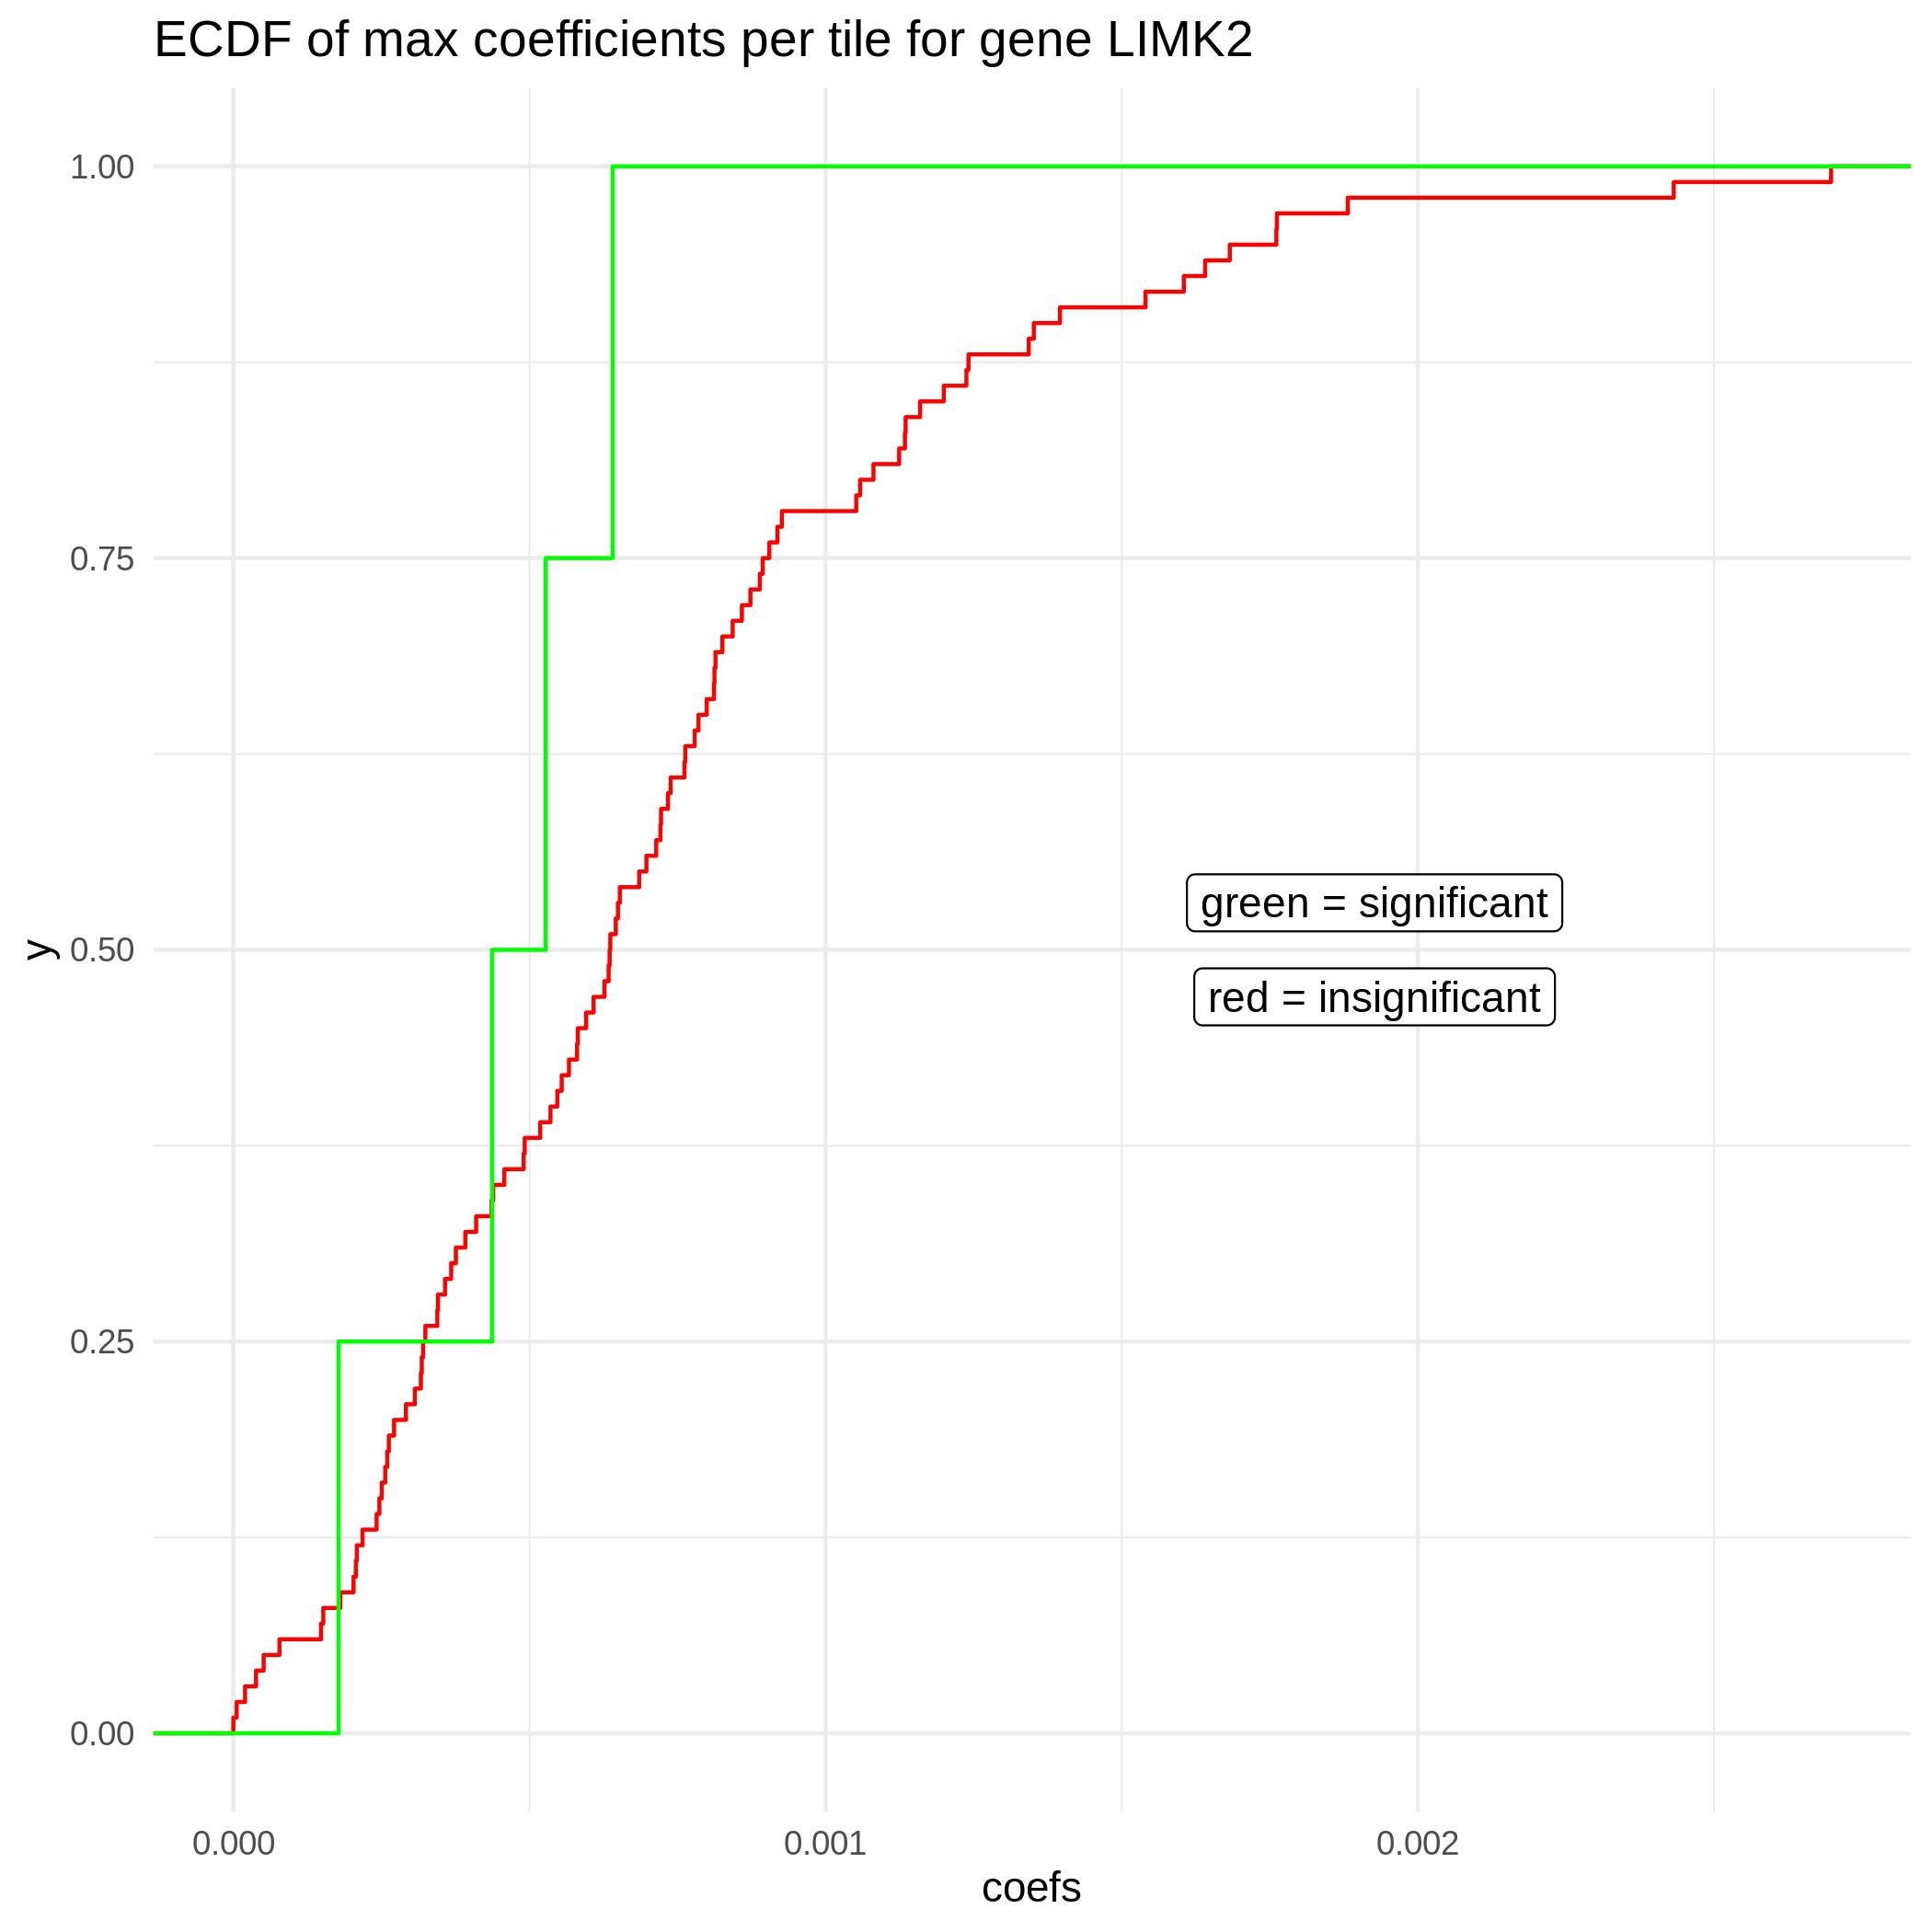 ECDF of max coefficients per tile for gene LIMK2
1.00
0.75
0.50
0.25
0.00
y
green = significant
red = insignificant
0.000
0.001
0.002
coefs